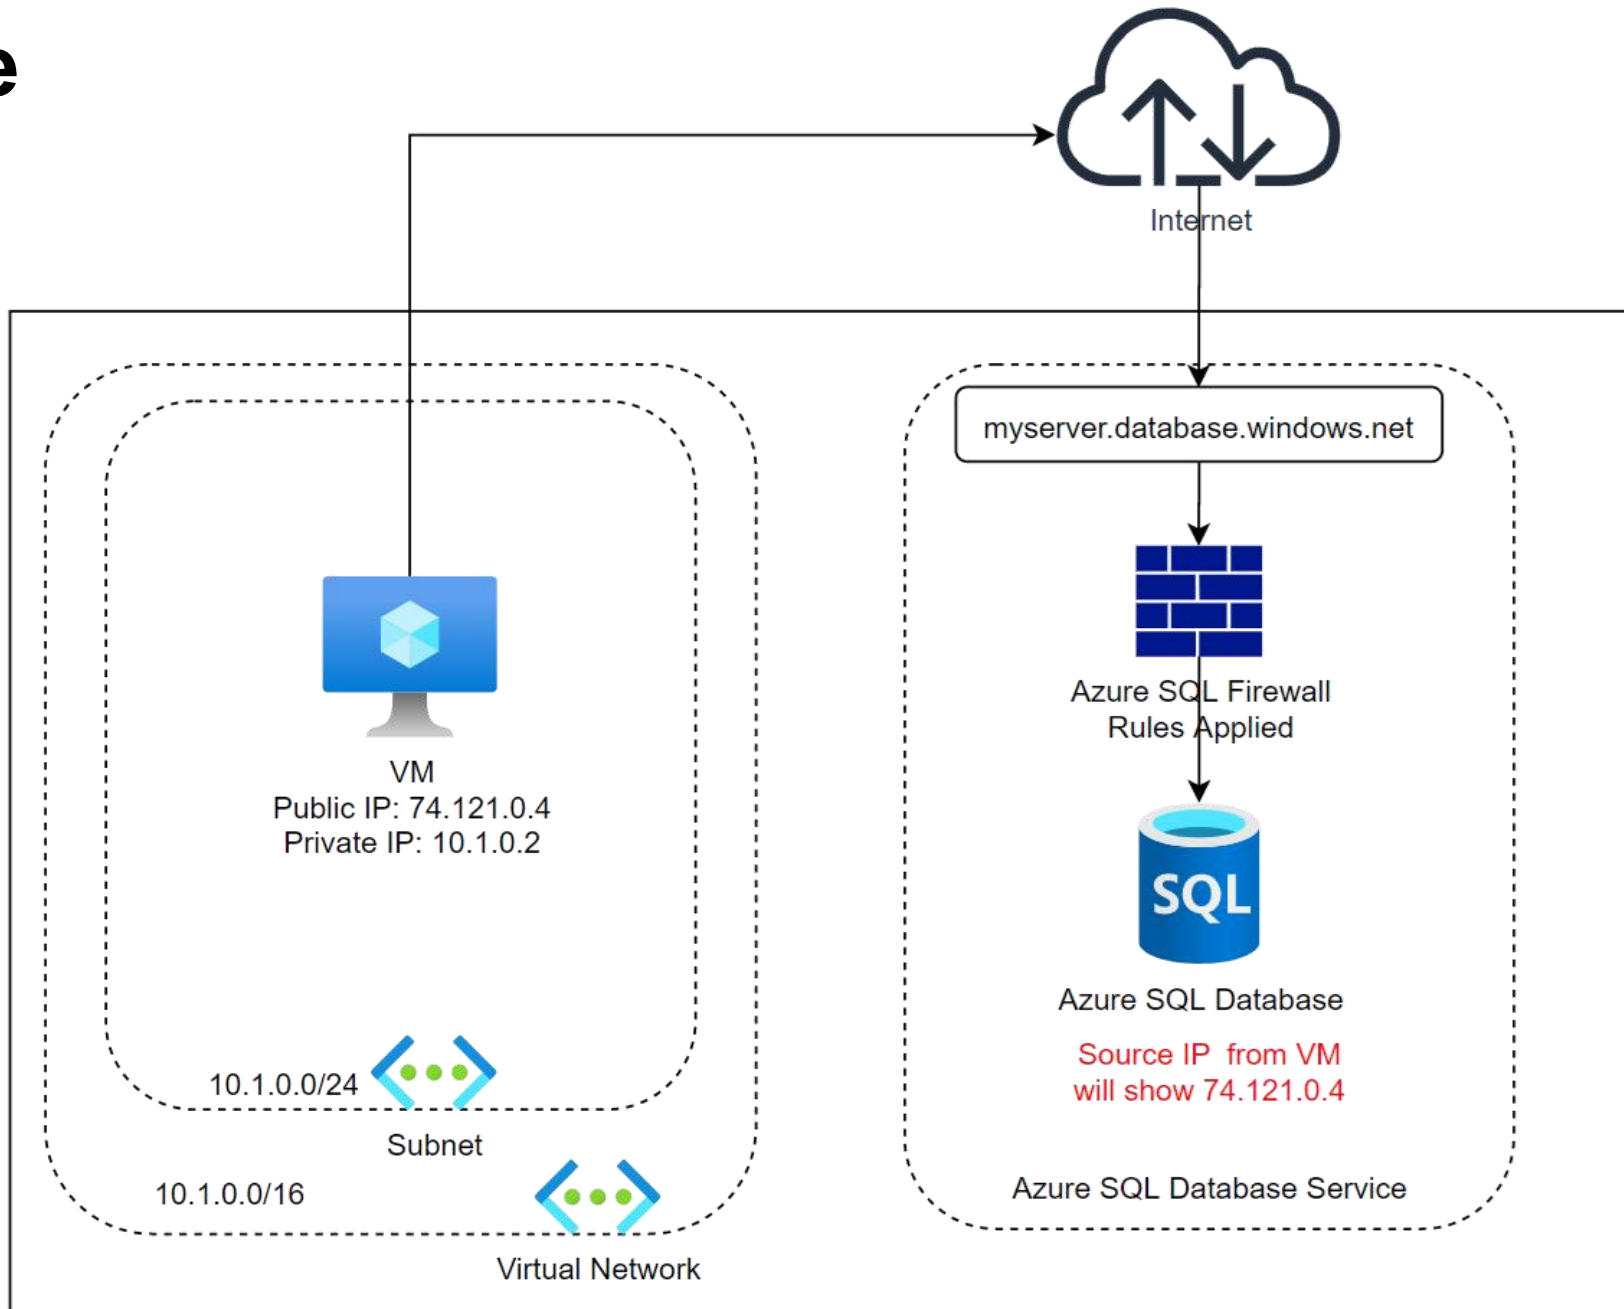 e
Internet
myserver.database.windows.net
Azure SQL Firewall
Rules Applied
VM
Public IP: 74.121.0.4
Private IP: 10.1.0.2
SQL
Azure SQL Database
Source IP from VM
will show 74.121.0.4
10.1.0.0/24
Subnet
10.1.0.0/16
Azure SQL Database Service
Virtual Network